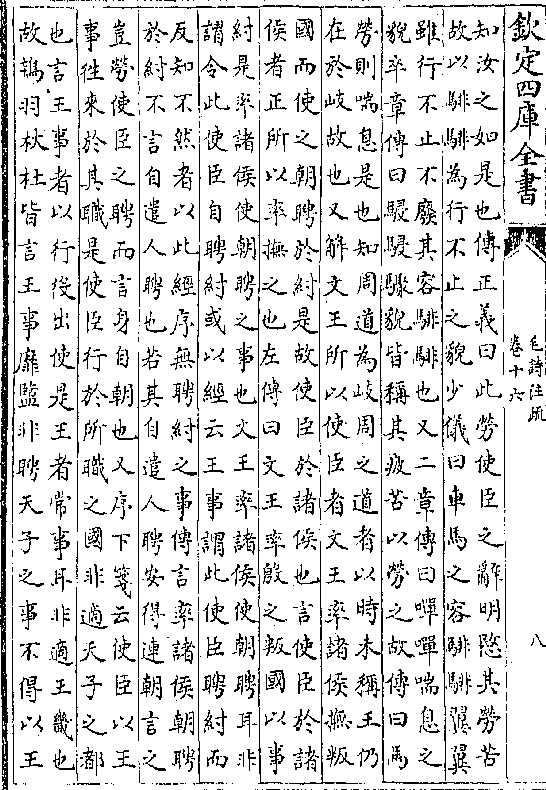 欽定四庫全書
毛詩注疏
卷十六
八
知汝之如是也傳正義曰此勞使臣之辭明愍其勞苦
故以騑騑為行不止之貌少儀曰車馬之容騑騑翼翼
雖行不止不廢其容騑騑也又二章傳曰嘽嘽喘息之
貌卒章傳曰駸駸驟貌皆稱其疲苦以勞之故傳曰馬
勞則喘息是也知周道為岐周之道者以時未稱王仍
在於岐故也又解文王所以使臣者文王率諸侯撫叛
國而使之朝聘於紂是故使臣於諸侯也言使臣於諸
侯者正所以率撫之也左傳曰文王率殷之叛國以事
紂是率諸侯使朝聘之事也文王率諸侯使朝聘耳非
謂令此使臣自聘紂或以經云王事謂此使臣聘紂而
反知不然者以此經序無聘紂之事傳言率諸侯朝聘
於紂不言自遣人聘也若其自遣人聘安得連朝言之
豈勞使臣之聘而言身自朝也又序下箋云使臣以王
事往來於其職是使臣行於所職之國非適天子之都
也言王事者以行役出使是王者常事耳非適王畿也
故鴇羽杕杜皆言王事靡盬非聘天子之事不得以王